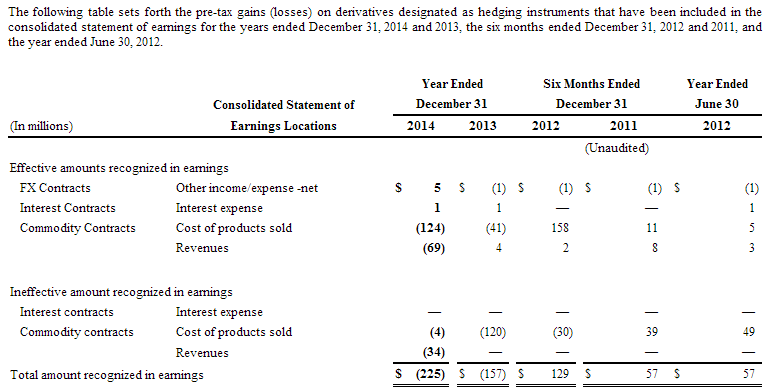 The following table sets forth the pre-tax gains (losses) on derivatives designated as hedging instruments that have been included in the
consolidated statement of earnings for the years ended December 31, 2014 and 2013, the six months ended December 31, 2012 and 2011, and
the year ended June 30, 2012.
Year Ended Six Months Ended Year Ended
Consolidated Statement of December 31 December 31 June 30
(In millions) Earnings Locations 2014 2013 2012 2011 2012
(Unaudited)
Effective amounts recognized in earnings
FX Contracts Other income/expense -net $ 5 $ (1) $ (1) $ (1) $ (1)
Interest Contracts Interest expense 1 1 — — 1
Commodity Contracts Cost of products sold (124) (41) 158 11 5
Revenues (69) 4 2 8 3
Ineffective amount recognized in earnings
Interest contracts Interest expense — — — — —
Commodity contracts Cost of products sold (4) (120) (30) 39 49
Revenues (34) — — — —
Total amount recognized in earnings $ (225) $ (157) $ 129 $ 57 $ 57